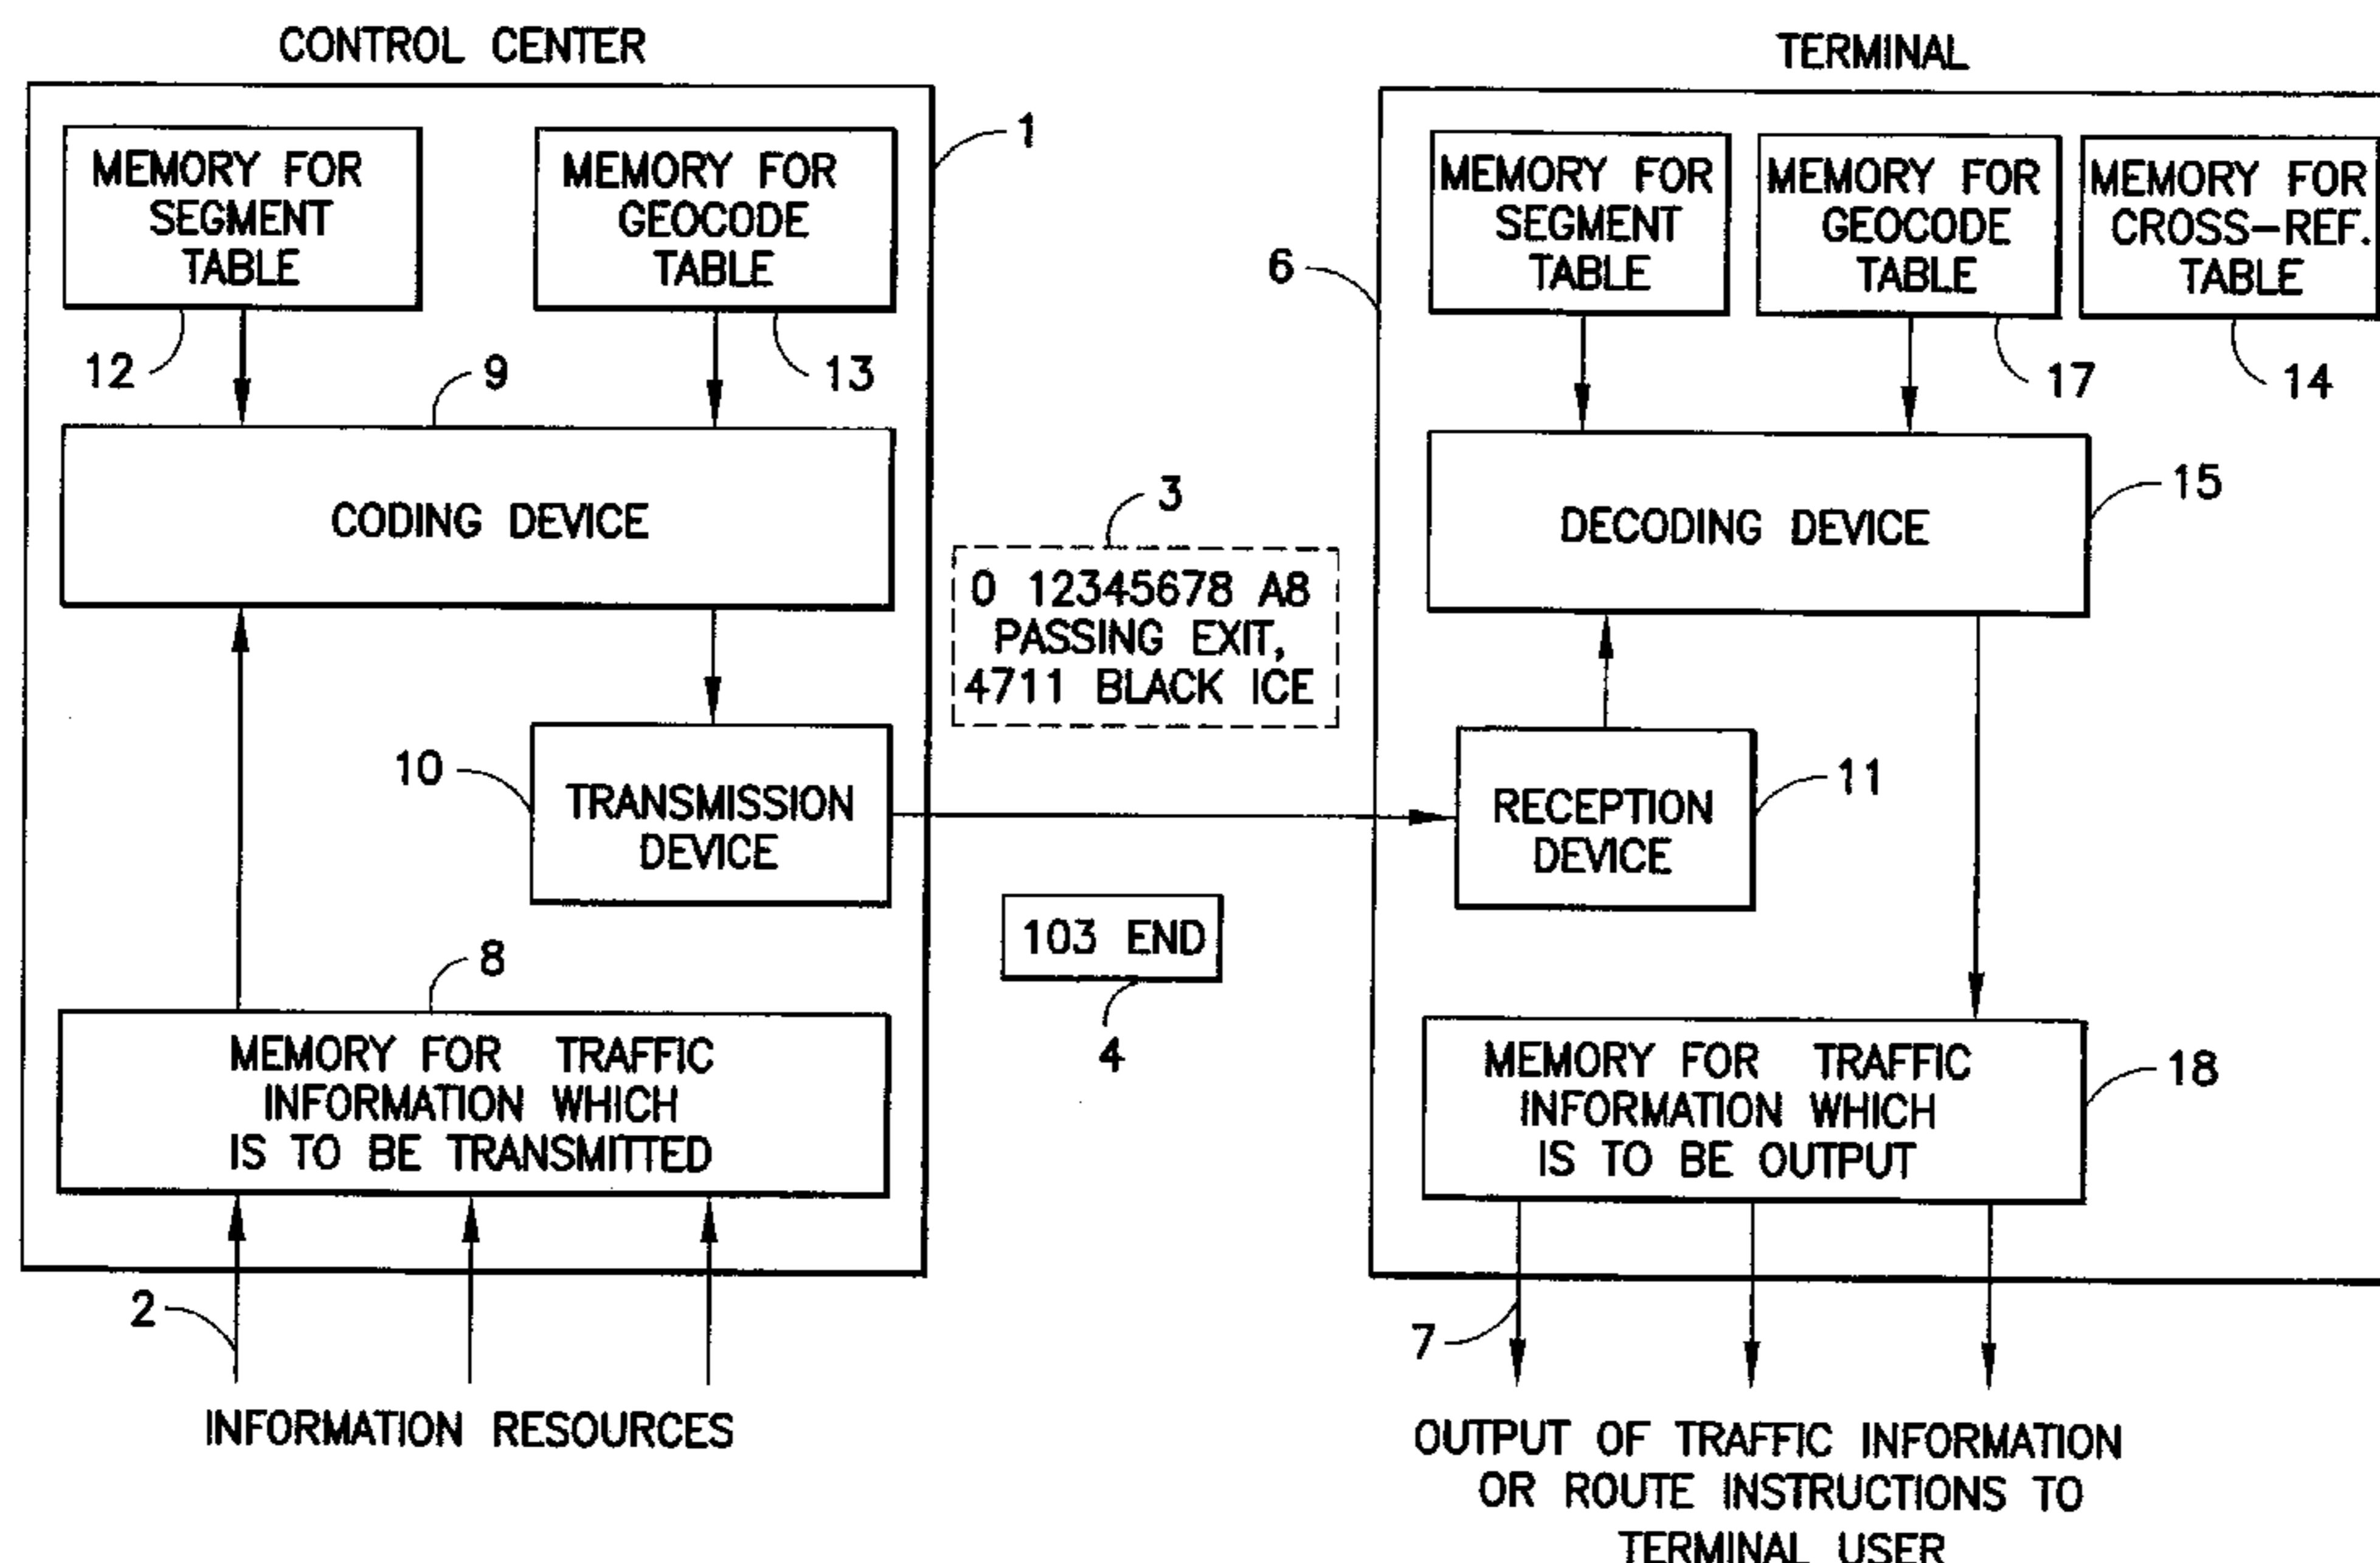 CONTROL CENTER
1
MEMORY FOR
SEGMENT
TABLE
MEMORY FOR
GEOCODE
TABLE
12
13
9
CODING DEVICE
10
TRANSMISSION
DEVICE
8
MEMORY FOR TRAFFIC
INFORMATION WHICH
IS TO BE TRANSMITTED
2
INFORMATION RESOURCES
3
0 12345678 A8
PASSING EXIT,
4711 BLACK ICE
103 END
4
TERMINAL
6
MEMORY FOR
SEGMENT
TABLE
MEMORY FOR
GEOCODE
TABLE
MEMORY FOR
CROSS-REF.
TABLE
17
14
15
DECODING DEVICE
11
RECEPTION
DEVICE
18
MEMORY FOR TRAFFIC
INFORMATION WHICH
IS TO BE OUTPUT
7
OUTPUT OF TRAFFIC INFORMATION
OR ROUTE INSTRUCTIONS TO
TERMINAL USER